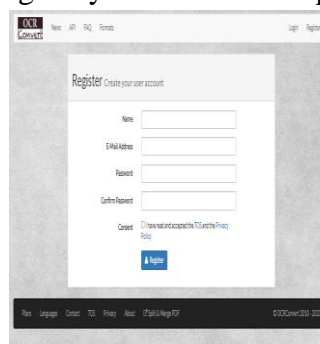 OCR
Convert
News API FAQ Formats Login Register
Register Create your user account
Name
E-Mail Address
Password
Confirm Password
Consent I have read and accepted the TOS and the Privacy
Policy
Register
Plans Languages Contact TOS Privacy About Split & Merge PDF